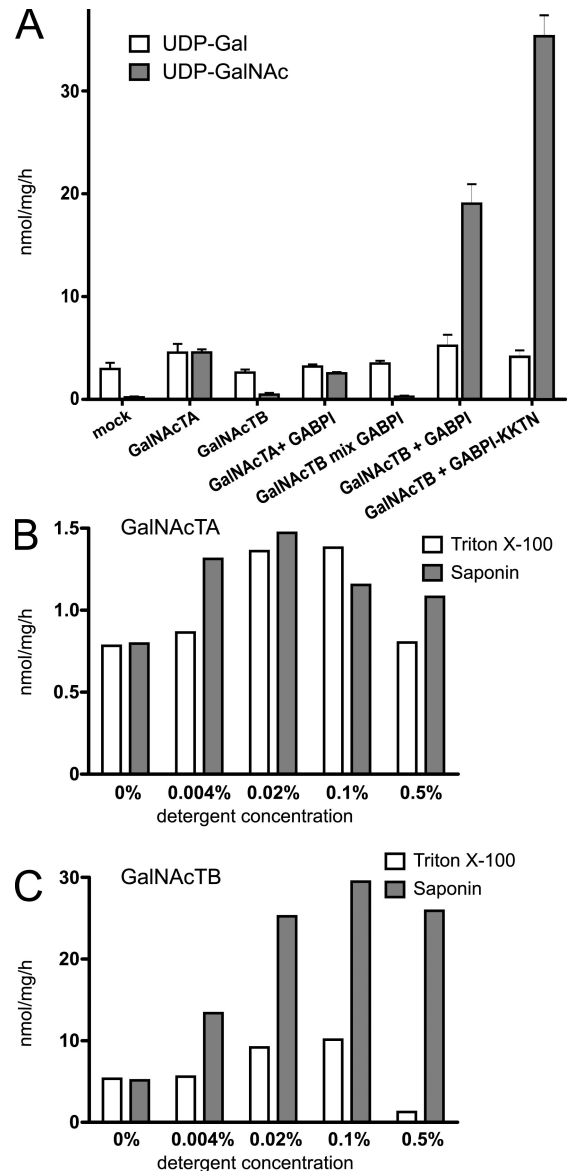 A
UDP-Gal
UDP-GalNAc
nmol/mg/h
30
20
10
0
mock
GalNAcTA
GalNAcTB
GalNAcTA+ GABPI
GalNAcTB mix GABPI
GalNAcTB + GABPI
GalNAcTB + GABPI-KKTN
B
GalNAcTA
Triton X-100
Saponin
nmol/mg/h
1.5
1.0
0.5
0
0% 0.004% 0.02% 0.1% 0.5%
detergent concentration
C
GalNAcTB
Triton X-100
Saponin
nmol/mg/h
30
20
10
0
0% 0.004% 0.02% 0.1% 0.5%
detergent concentration